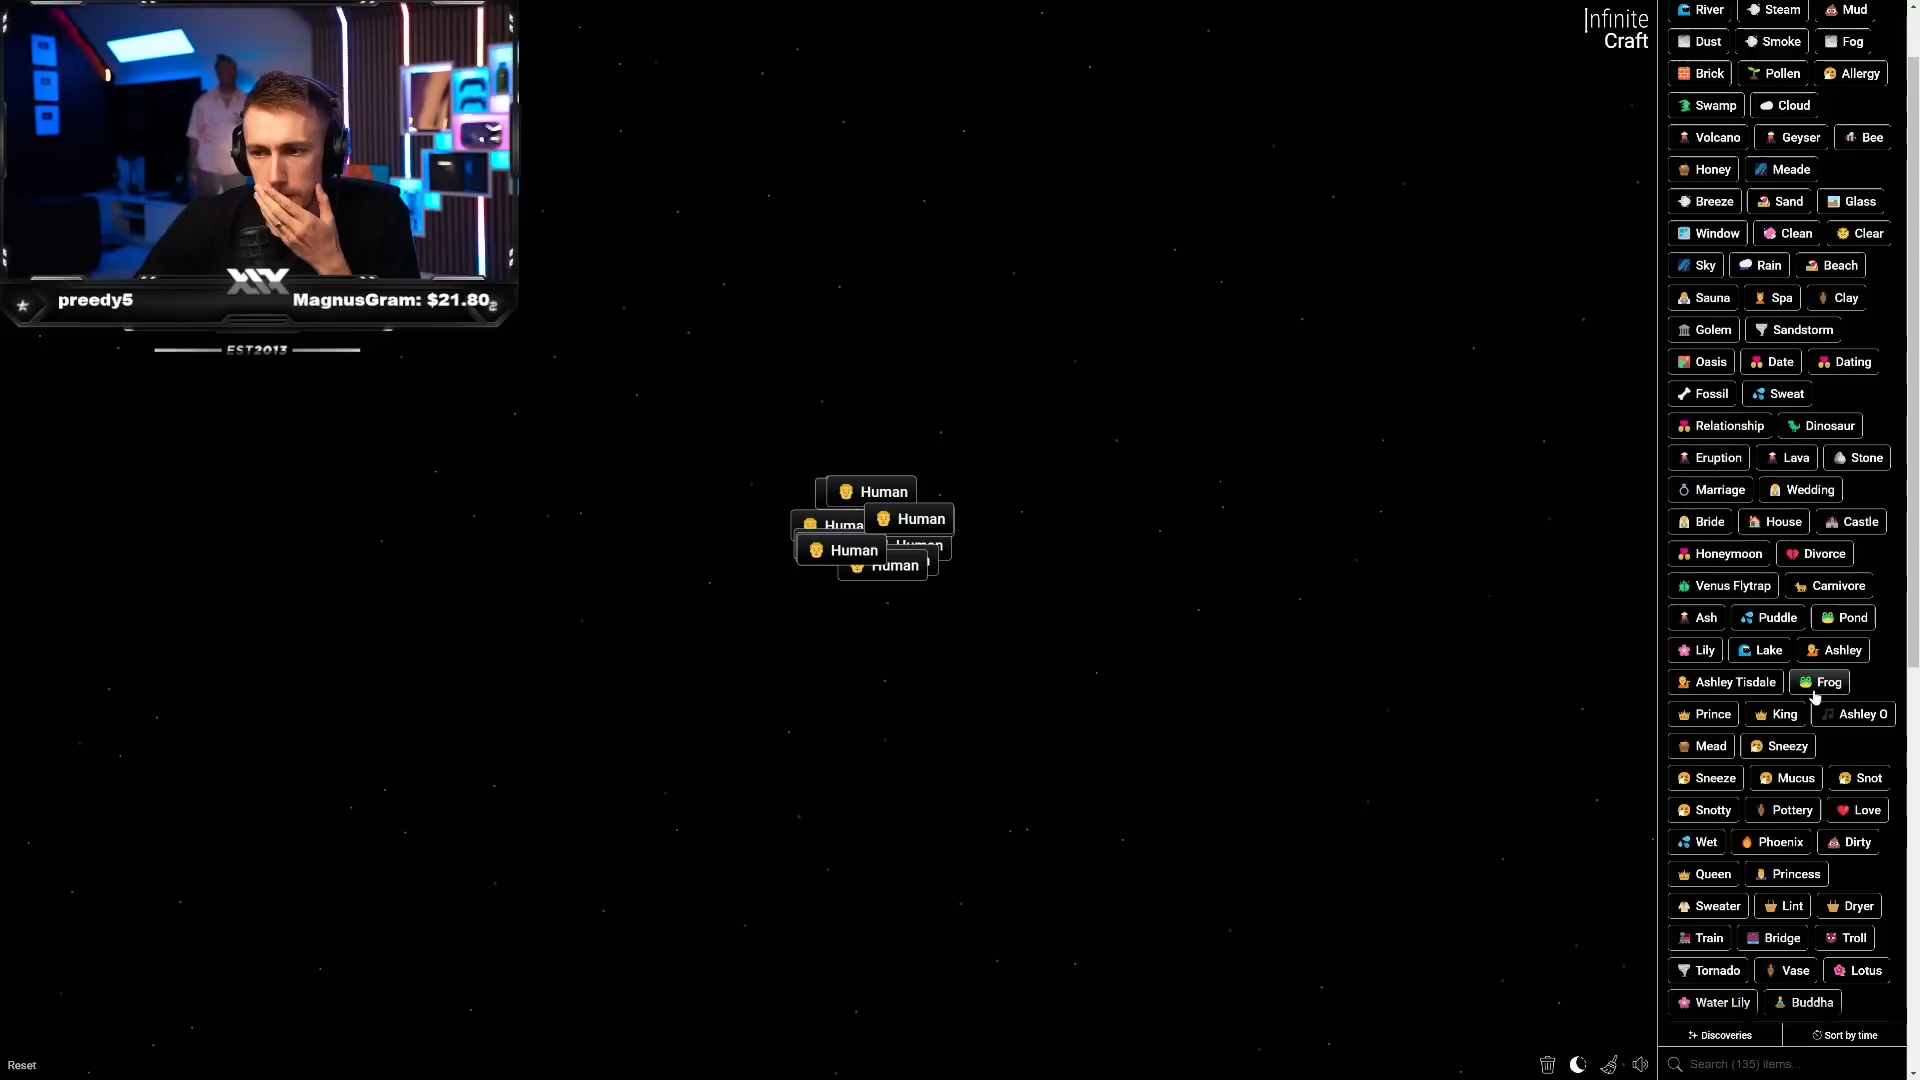 Infinite
Craft
preedy5
XIX
MagnusGram: $21.80
EST2013
Human
Human
Human
Human
Human
Human
River Steam Mud
Dust Smoke Fog
Brick Pollen Allergy
Swamp Cloud
Volcano Geyser Bee
Honey Meade
Breeze Sand Glass
Window Clean Clear
Sky Rain Beach
Sauna Spa Clay
Golem Sandstorm
Oasis Date Dating
Fossil Sweat
Relationship Dinosaur
Eruption Lava Stone
Marriage Wedding
Bride House Castle
Honeymoon Divorce
Venus Flytrap Carnivore
Ash Puddle Pond
Lily Lake Ashley
Ashley Tisdale Frog
Prince King Ashley O
Mead Sneezy
Sneeze Mucus Snot
Snotty Pottery Love
Wet Phoenix Dirty
Queen Princess
Sweater Lint Dryer
Train Bridge Troll
Tornado Vase Lotus
Water Lily Buddha
Discoveries Sort by time
Search (135) items...
Reset